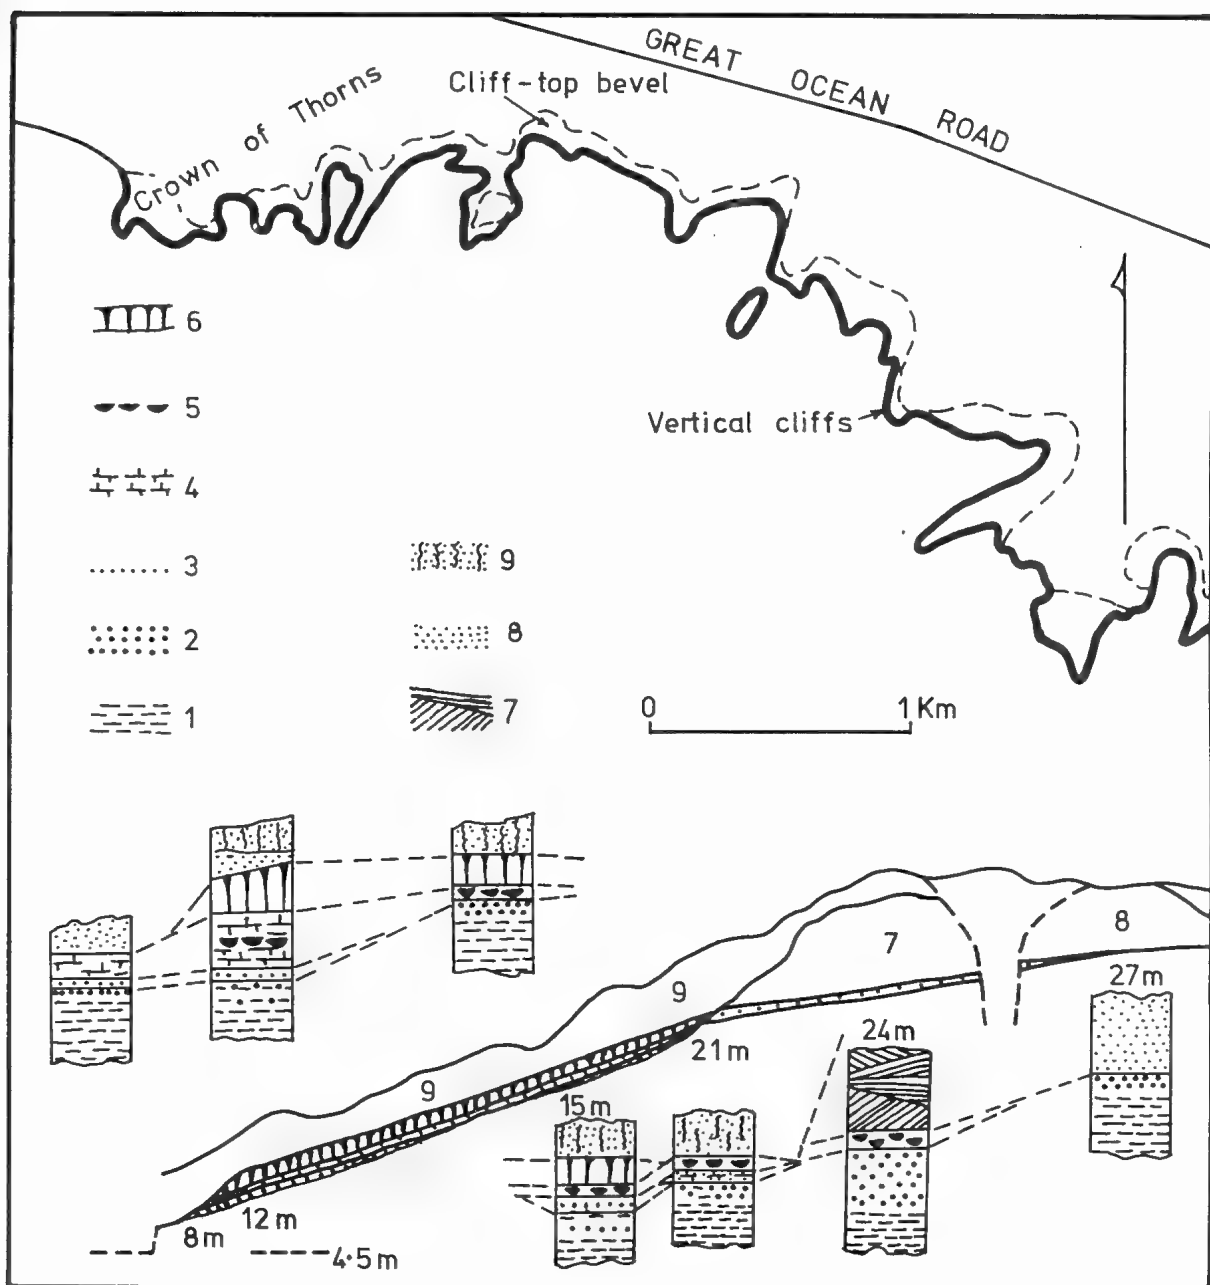 GREAT OCEAN ROAD
Cliff-top bevel
Crown of Thorns
6
5
Vertical cliffs
4
3
9
2
8
1
7
0 1 Km
9
7
8
27m
21m
24m
9
15m
12m
8m
4·5m